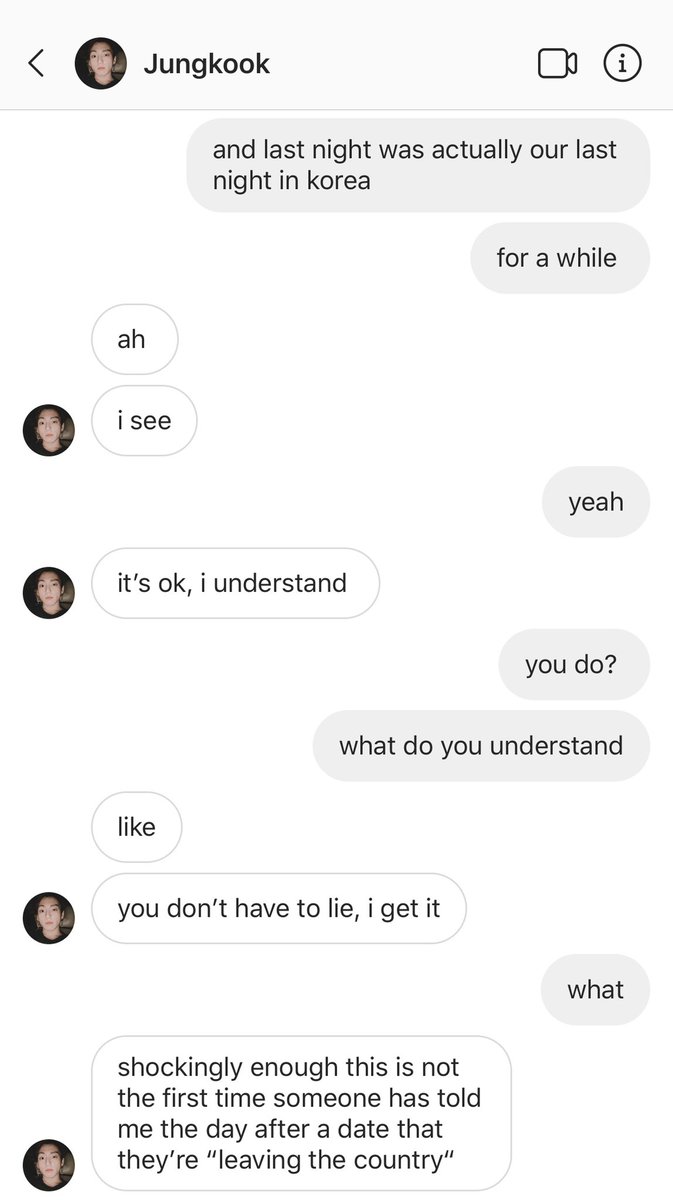 Jungkook
and last night was actually our last
night in korea
for a while
ah
i see
yeah
it’s ok, i understand
you do?
what do you understand
like
you don’t have to lie, i get it
what
shockingly enough this is not
the first time someone has told
me the day after a date that
they’re “leaving the country“